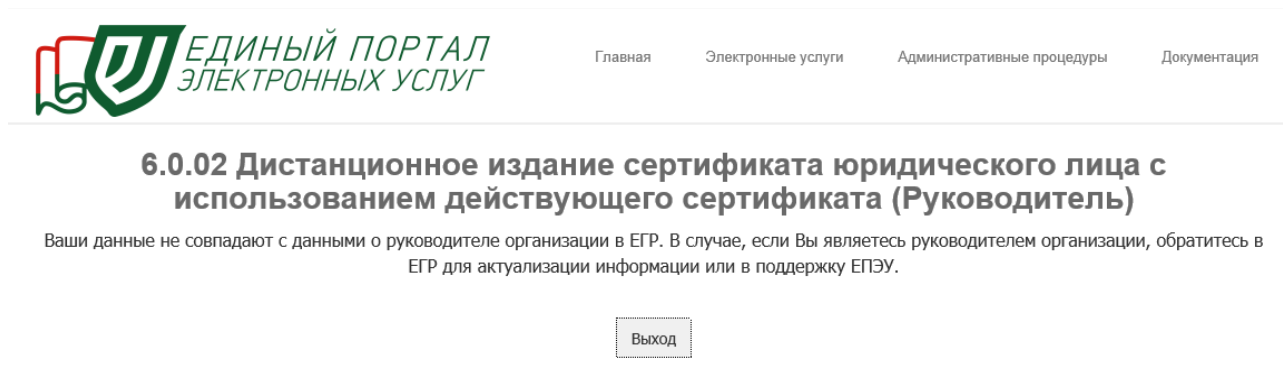 ЕДИНЫЙ ПОРТАЛ
ЭЛЕКТРОННЫХ УСЛУГ
Главная
Электронные услуги
Административные процедуры
Документация
6.0.02 Дистанционное издание сертификата юридического лица с
использованием действующего сертификата (Руководитель)
Ваши данные не совпадают с данными о руководителе организации в ЕГР. В случае, если Вы являетесь руководителем организации, обратитесь в
ЕГР для актуализации информации или в поддержку ЕПЭУ.
Выход